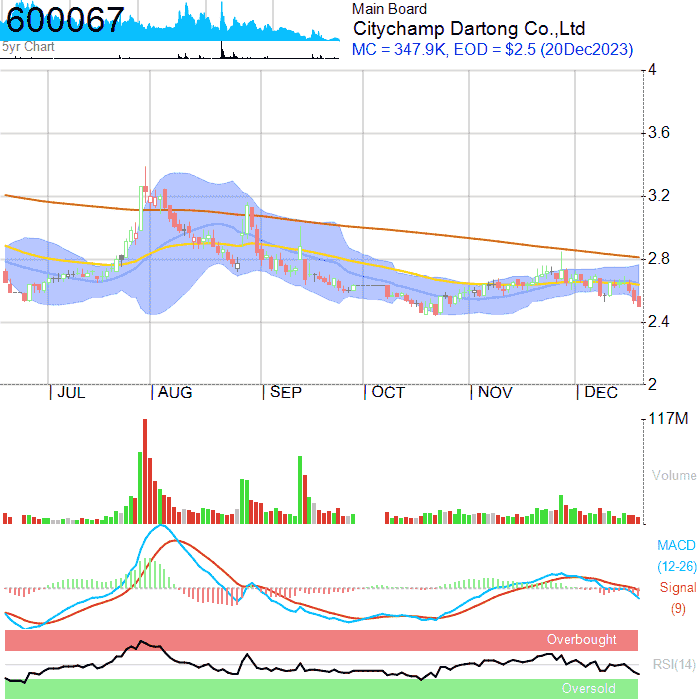 600067
5yr Chart
Main Board
Citychamp Dartong Co.,Ltd
MC = 347.9K, EOD = $2.5 (20Dec2023)
4
3.6
3.2
2.8
2.4
2
JUL
AUG
SEP
OCT
NOV
DEC
117M
Volume
MACD
(12-26)
Signal
(9)
Overbought
RSI(14)
Oversold